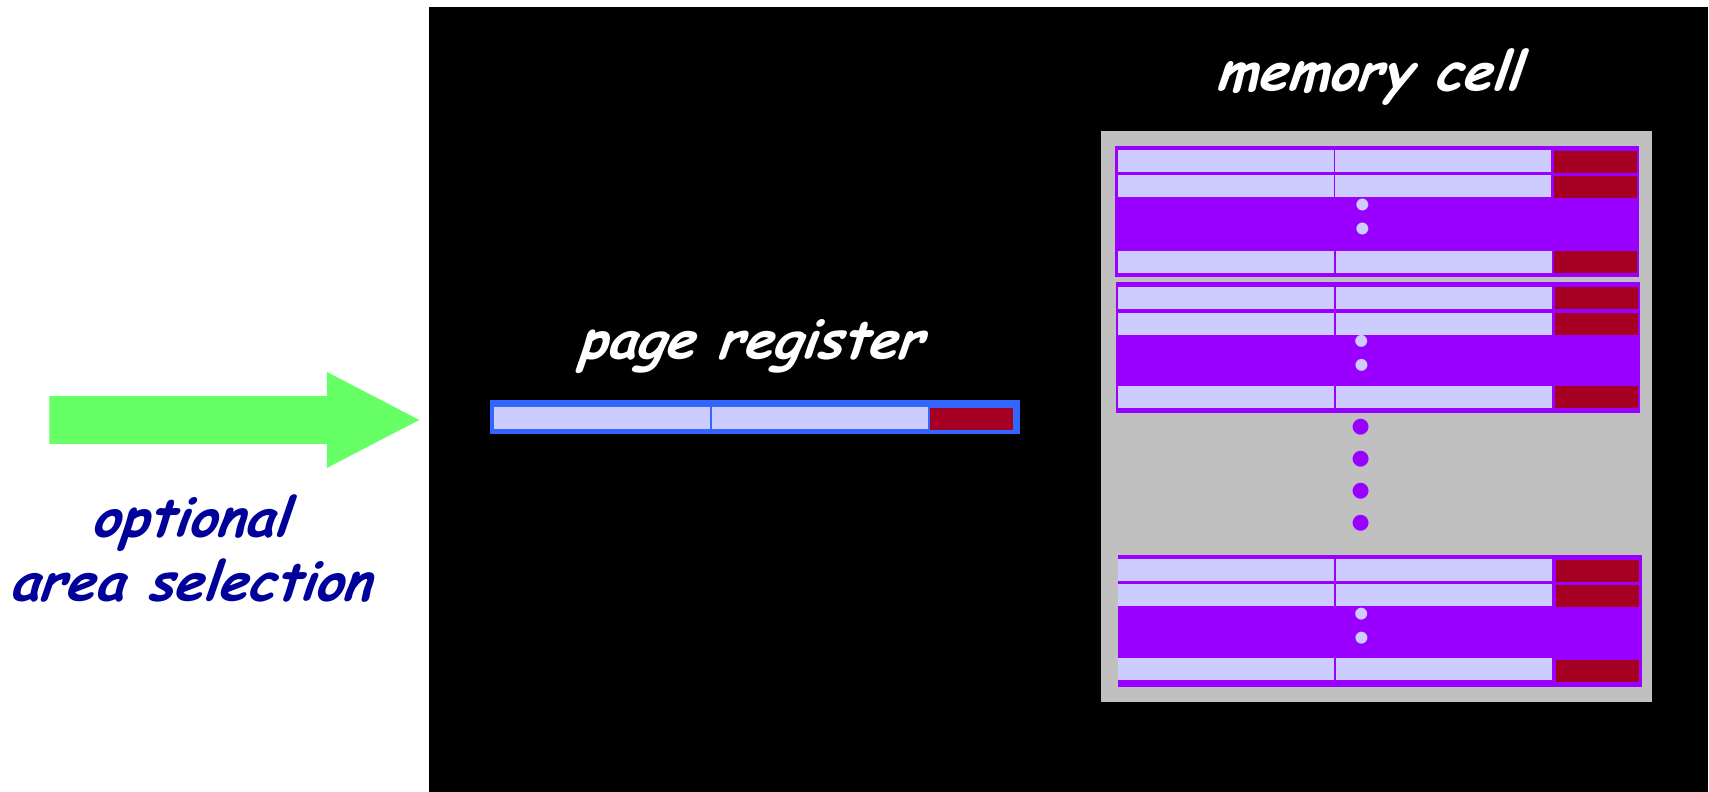 memory cell
page register
optional
area selection